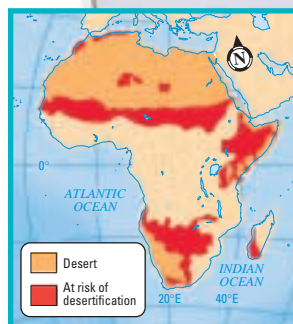 N
0°
ATLANTIC
OCEAN
INDIAN
OCEAN
20°E 40°E
Desert
At risk of
desertification